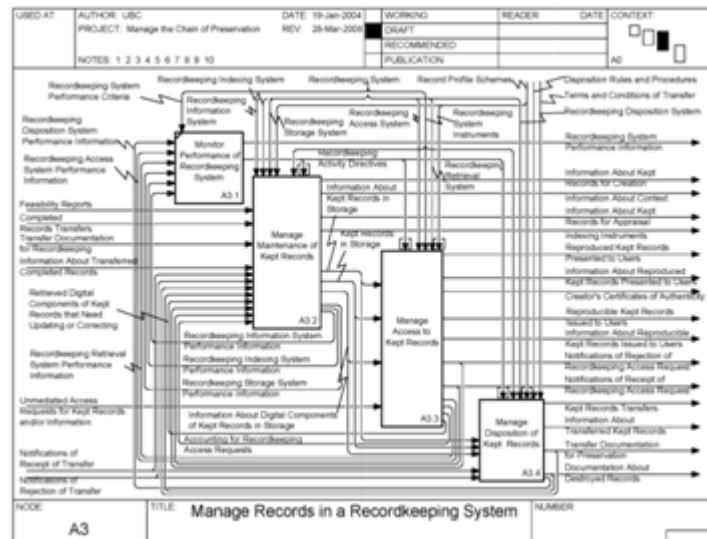 USED AT:
AUTHOR: UBC
DATE: 19-Jan-2004
WORKING
READER
DATE
CONTEXT:
PROJECT: Manage the Chain of Preservation
REV: 28-Mar-2008
DRAFT
RECOMMENDED
NOTES: 1 2 3 4 5 6 7 8 9 10
PUBLICATION
A0
Recordkeeping System
Performance Criteria
Recordkeeping Indexing System
Recordkeeping
Information
System
Recordkeeping System
Recordkeeping
Storage System
Recordkeeping
Access System
Record Profile Schemes
Recordkeeping
System
Instruments
Disposition Rules and Procedures
Terms and Conditions of Transfer
Recordkeeping Disposition System
Recordkeeping
Disposition System
Performance Information
Recordkeeping Access
System Performance
Information
Monitor
Performance of
Recordkeeping
System
A3.1
Recordkeeping
Activity Directives
Recordkeeping
Retrieval
System
Feasibility Reports
Completed
Records Transfers
Transfer Documentation
for Recordkeeping
Information About Transferred
Completed Records
Manage
Maintenance of
Kept Records
A3.2
Information About
Kept Records in
Storage
Kept Records
in Storage
Retrieved Digital
Components of Kept
Records that Need
Updating or Correcting
Recordkeeping Retrieval
System Performance
Information
Recordkeeping Information System
Performance Information
Recordkeeping Indexing System
Performance Information
Recordkeeping Storage System
Performance Information
Information About Digital Components
of Kept Records in Storage
Accounting for Recordkeeping
Access Requests
Manage
Access to
Kept Records
A3.3
Unmediated Access
Requests for Kept Records
and/or Information
Notifications of
Receipt of Transfer
Notifications of
Rejection of Transfer
Manage
Disposition of
Kept Records
A3.4
Recordkeeping System
Performance Information
Information About Kept
Records for Creation
Information About Context
Information About Kept
Records for Appraisal
Indexing Instruments
Reproduced Kept Records
Presented to Users
Information About Reproduced
Kept Records Presented to Users
Creator's Certificates of Authenticity
Reproducible Kept Records
Issued to Users
Information About Reproducible
Kept Records Issued to Users
Notifications of Rejection of
Recordkeeping Access Request
Notifications of Receipt of
Recordkeeping Access Request
Kept Records Transfers
Information About
Transferred Kept Records
Transfer Documentation
for Preservation
Documentation About
Destroyed Records
NODE:
A3
TITLE:
Manage Records in a Recordkeeping System
NUMBER: